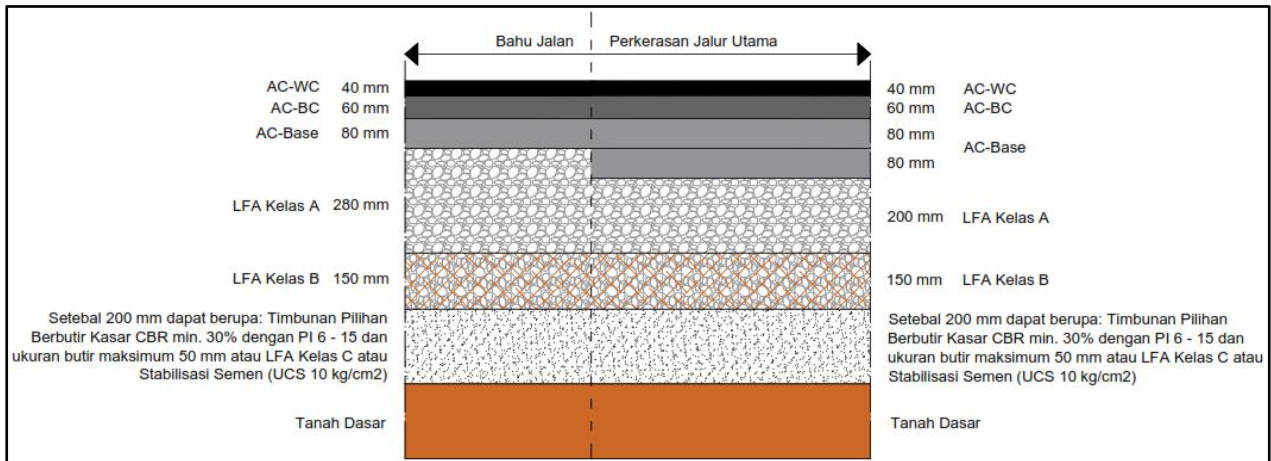 Bahu Jalan
Perkerasan Jalur Utama
AC-WC 40 mm
AC-BC 60 mm
AC-Base 80 mm
LFA Kelas A 280 mm
LFA Kelas B 150 mm
Setebal 200 mm dapat berupa: Timbunan Pilihan
Berbutir Kasar CBR min. 30% dengan PI 6 - 15 dan
ukuran butir maksimum 50 mm atau LFA Kelas C atau
Stabilisasi Semen (UCS 10 kg/cm2)
Tanah Dasar
40 mm AC-WC
60 mm AC-BC
80 mm
AC-Base
80 mm
200 mm LFA Kelas A
150 mm LFA Kelas B
Setebal 200 mm dapat berupa: Timbunan Pilihan
Berbutir Kasar CBR min. 30% dengan PI 6 - 15 dan
ukuran butir maksimum 50 mm atau LFA Kelas C atau
Stabilisasi Semen (UCS 10 kg/cm2)
Tanah Dasar